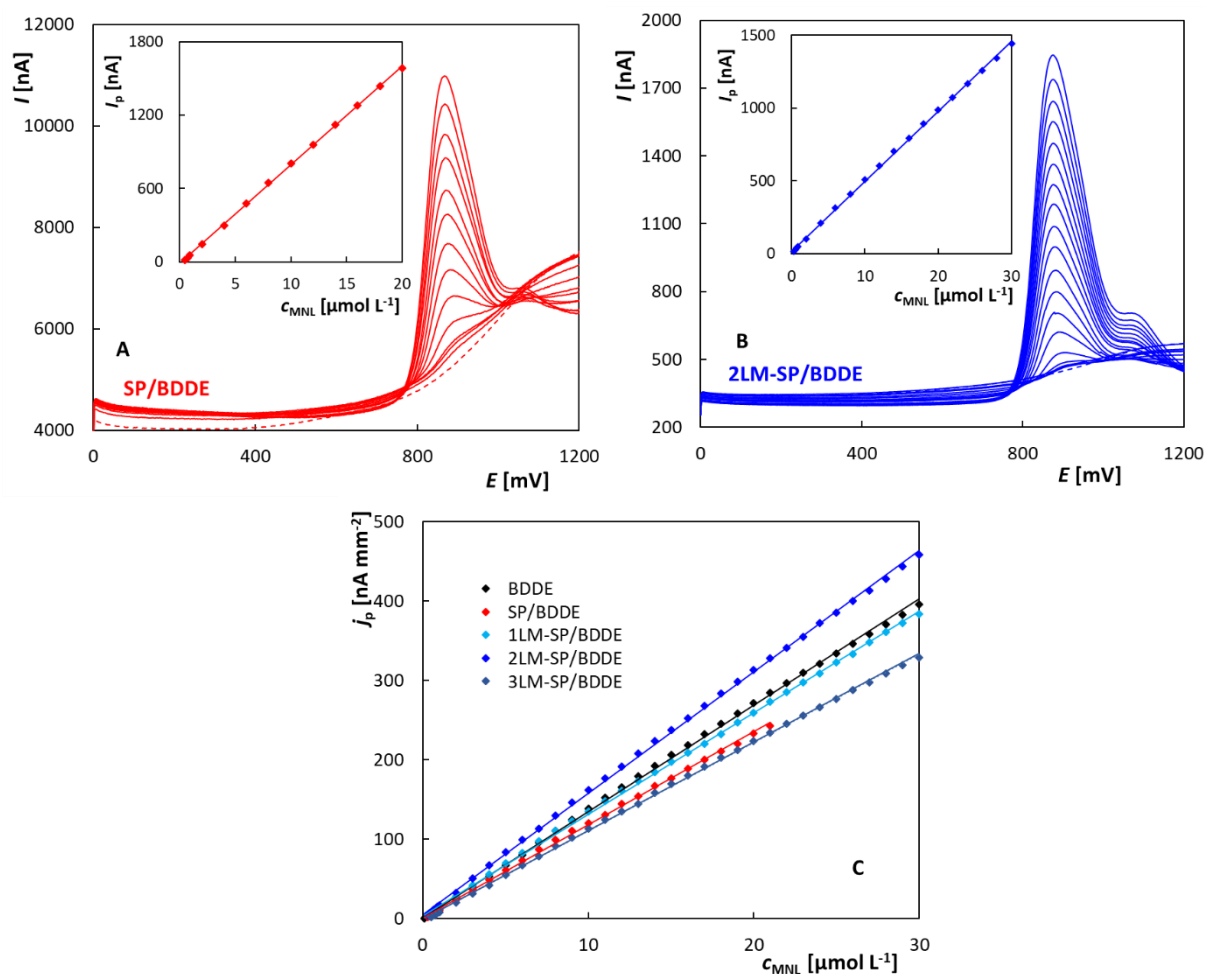 12000
I
[nA]
10000
8000
6000
4000
1800
Ip [nA]
1200
600
0
0 5 10 15 20
cMNL [μmol L-1]
A
SP/BDDE
0 400 800 1200
E [mV]
2000
I [nA]
1700
1400
1100
800
500
200
1500
Ip [nA]
1000
500
0
0 10 20 30
cMNL [μmol L-1]
B
2LM-SP/BDDE
0 400 800 1200
E [mV]
500
jp [nA mm-2]
400
300
200
100
0
BDDE
SP/BDDE
1LM-SP/BDDE
2LM-SP/BDDE
3LM-SP/BDDE
C
0 10 20 30
cMNL [μmol L-1]